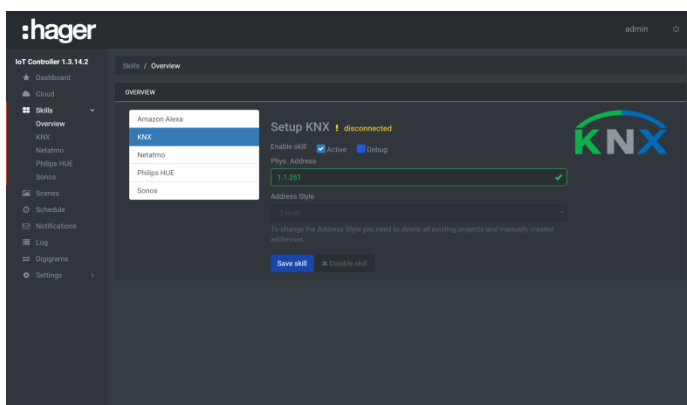 :hager
admin
IoT Controller 1.3.14.2
Dashboard
Cloud
Skills
Overview
KNX
Netatmo
Philips HUE
Sonos
Scenes
Schedule
Notifications
Log
Digigrams
Settings
Skills / Overview
OVERVIEW
Amazon Alexa
KNX
Netatmo
Philips HUE
Sonos
Setup KNX ! disconnected
Enable skill Active Debug
Phys. Address
1.1.251
Address Style
To change the Address Style you need to delete all existing projects and manually created
addresses.
Save skill Disable skill
KNX